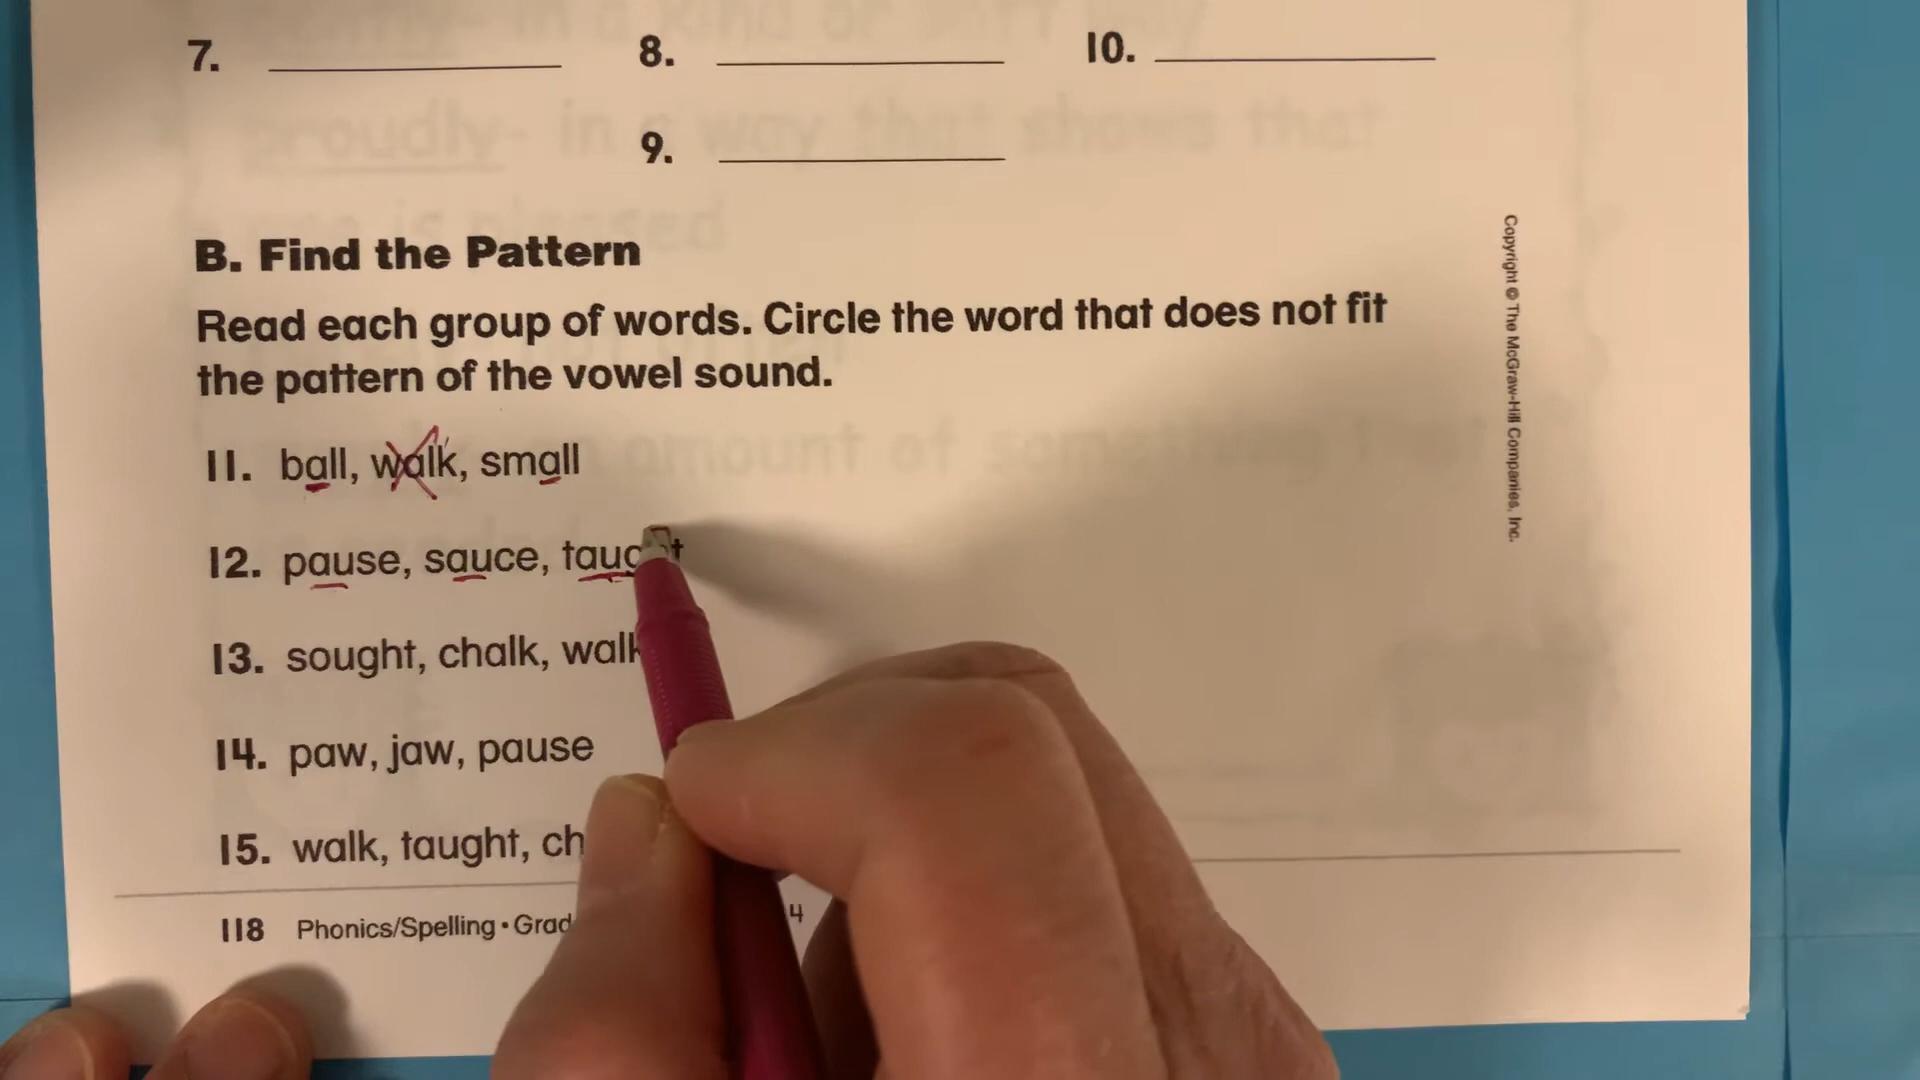 7. 8. 10.
9.
B. Find the Pattern
Read each group of words. Circle the word that does not fit
the pattern of the vowel sound.
11. ball, walk, small
12. pause, sauce,
13. sought, chalk, walk
14. paw, jaw, pause
15. walk, taught,
118 Phonics/Spelling • 4
Copyright © The McGraw-Hill Companies, Inc.